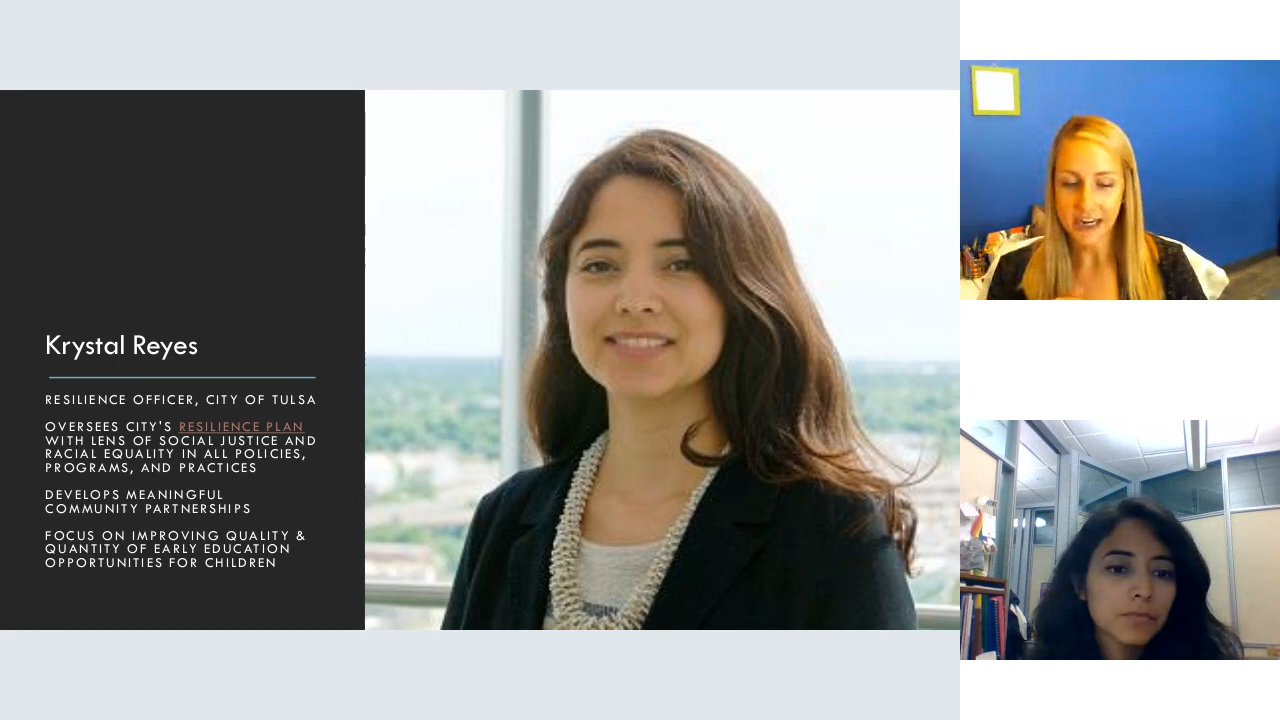 Krystal Reyes
RESILIENCE OFFICER, CITY OF TULSA
OVERSEES CITY'S RESILIENCE PLAN
WITH LENS OF SOCIAL JUSTICE AND
RACIAL EQUALITY IN ALL POLICIES,
PROGRAMS, AND PRACTICES
DEVELOPS MEANINGFUL
COMMUNITY PARTNERSHIPS
FOCUS ON IMPROVING QUALITY &
QUANTITY OF EARLY EDUCATION
OPPORTUNITIES FOR CHILDREN